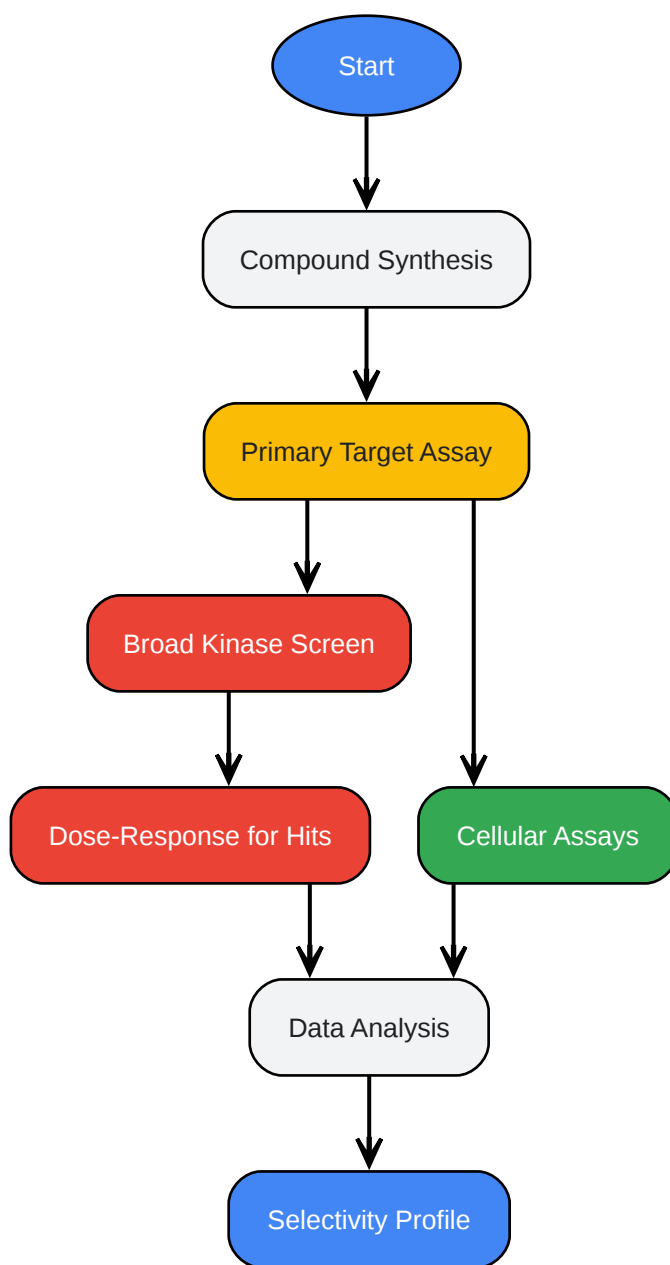 Start
Compound Synthesis
Primary Target Assay
Broad Kinase Screen
Dose-Response for Hits
Cellular Assays
Data Analysis
Selectivity Profile